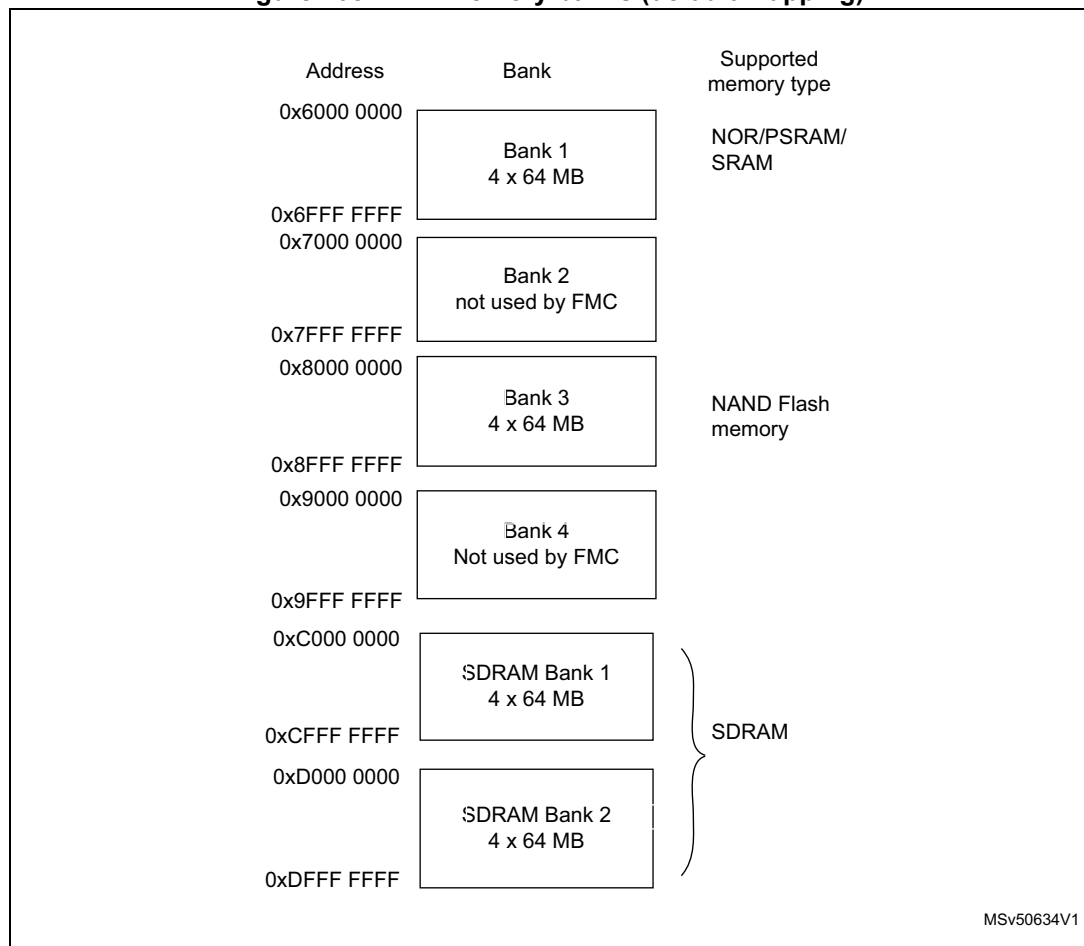 Address
Bank
Supported
memory type
0x6000 0000
Bank 1
4 x 64 MB
NOR/PSRAM/
SRAM
0x6FFF FFFF
0x7000 0000
Bank 2
not used by FMC
0x7FFF FFFF
0x8000 0000
Bank 3
4 x 64 MB
NAND Flash
memory
0x8FFF FFFF
0x9000 0000
Bank 4
Not used by FMC
0x9FFF FFFF
0xC000 0000
SDRAM Bank 1
4 x 64 MB
0xCFFF FFFF
SDRAM
0xD000 0000
SDRAM Bank 2
4 x 64 MB
0xDFFF FFFF
MSv50634V1